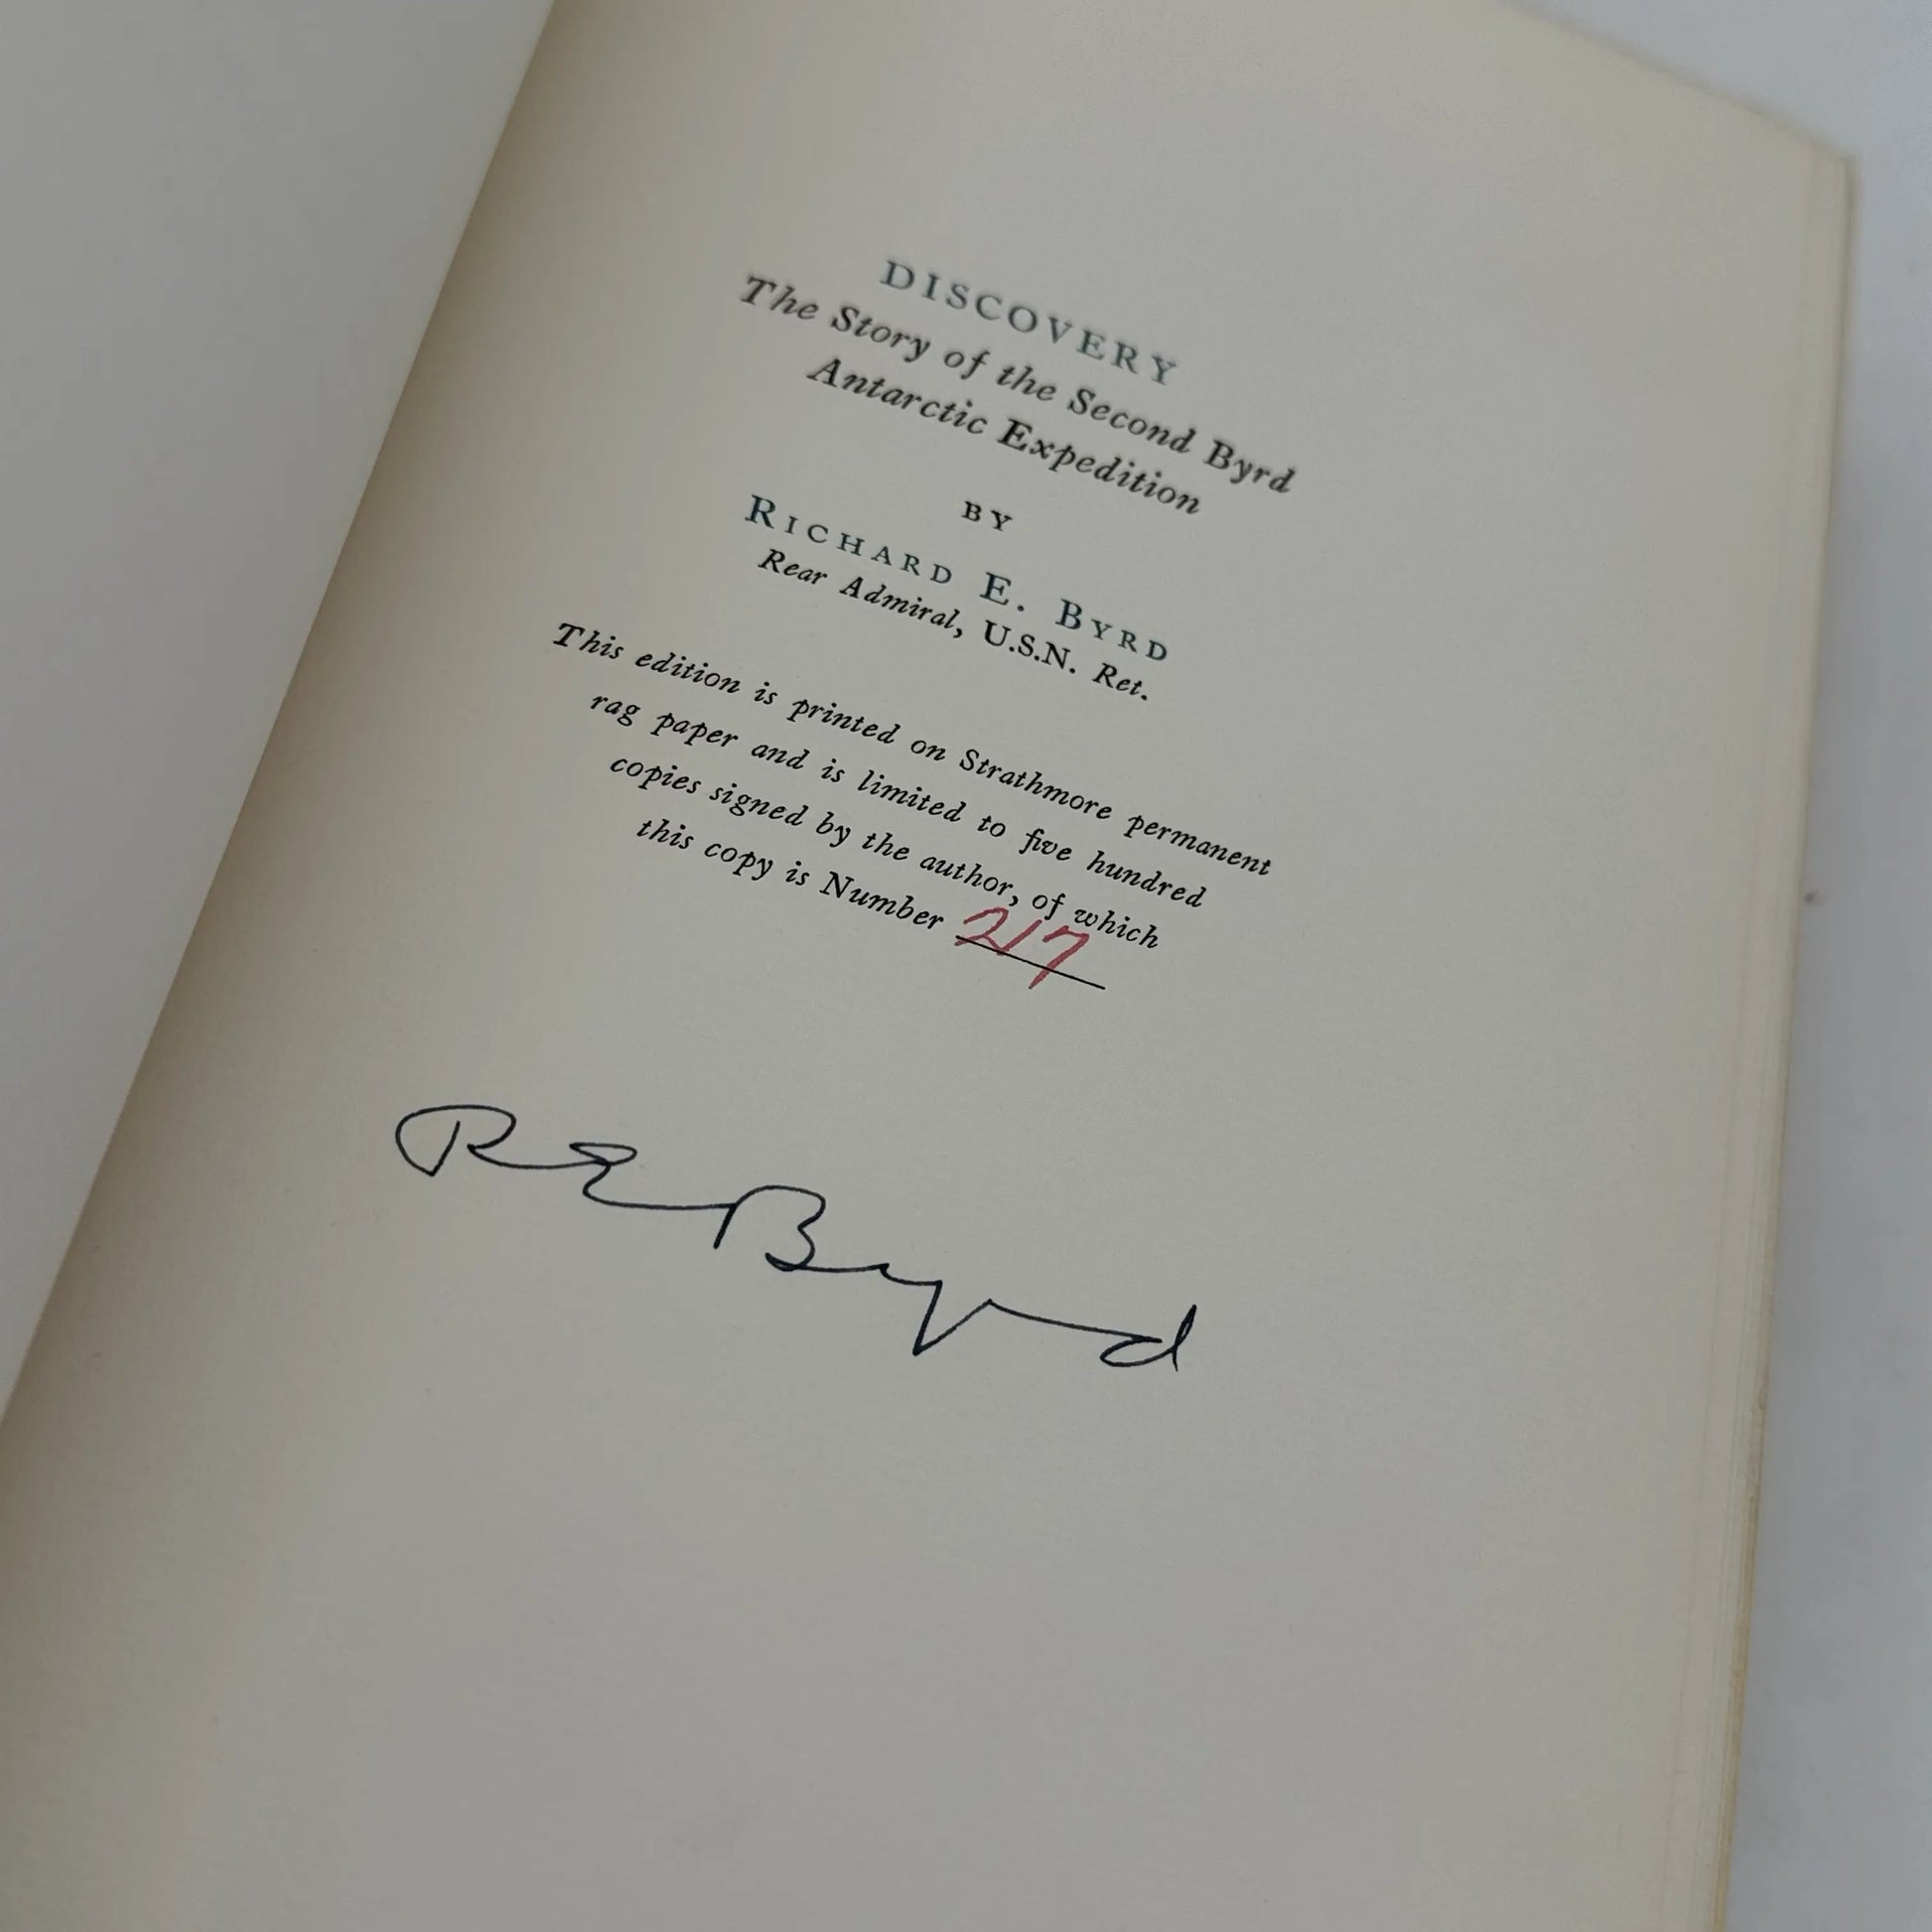 DISCOVERY
The Story of the Second Byrd
Antarctic Expedition
BY
RICHARD E. BYRD
Rear Admiral, U.S.N. Ret.
This edition is printed on Strathmore permanent
rag paper and is limited to five hundred
copies signed by the author, of which
this copy is Number 217
R E Byrd